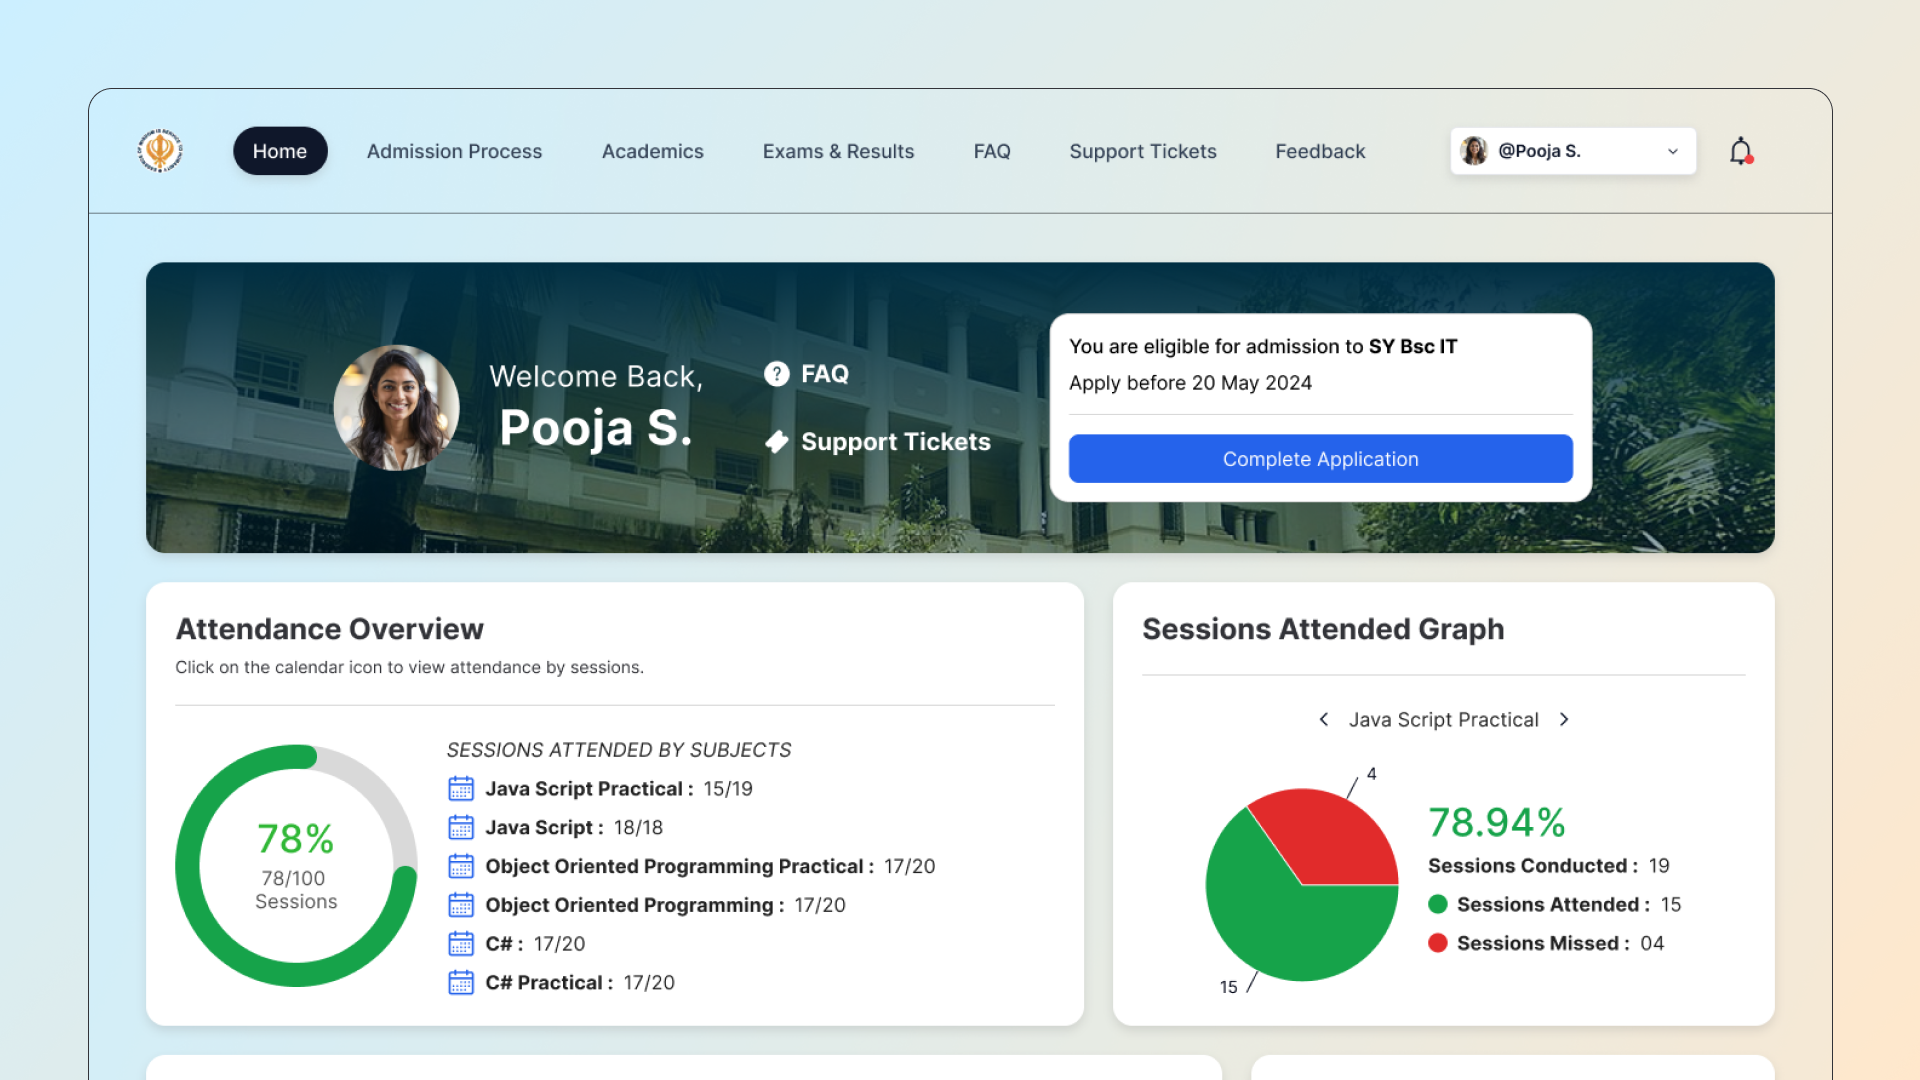 Home
Admission Process
Academics
Exams & Results
FAQ
Support Tickets
Feedback
@Pooja S.
Welcome Back,
Pooja S.
FAQ
Support Tickets
You are eligible for admission to SY Bsc IT
Apply before 20 May 2024
Complete Application
Attendance Overview
Click on the calendar icon to view attendance by sessions.
78%
78/100
Sessions
SESSIONS ATTENDED BY SUBJECTS
Java Script Practical : 15/19
Java Script : 18/18
Object Oriented Programming Practical : 17/20
Object Oriented Programming : 17/20
C# : 17/20
C# Practical : 17/20
Sessions Attended Graph
Java Script Practical
4
15
78.94%
Sessions Conducted : 19
Sessions Attended : 15
Sessions Missed : 04